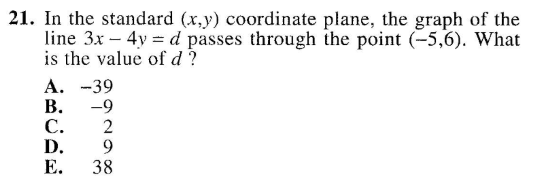 21. In the standard (x,y) coordinate plane, the graph of the
line 3x – 4y = d passes through the point (–5,6). What
is the value of d ?
A. –39
B. –9
C. 2
D. 9
E. 38